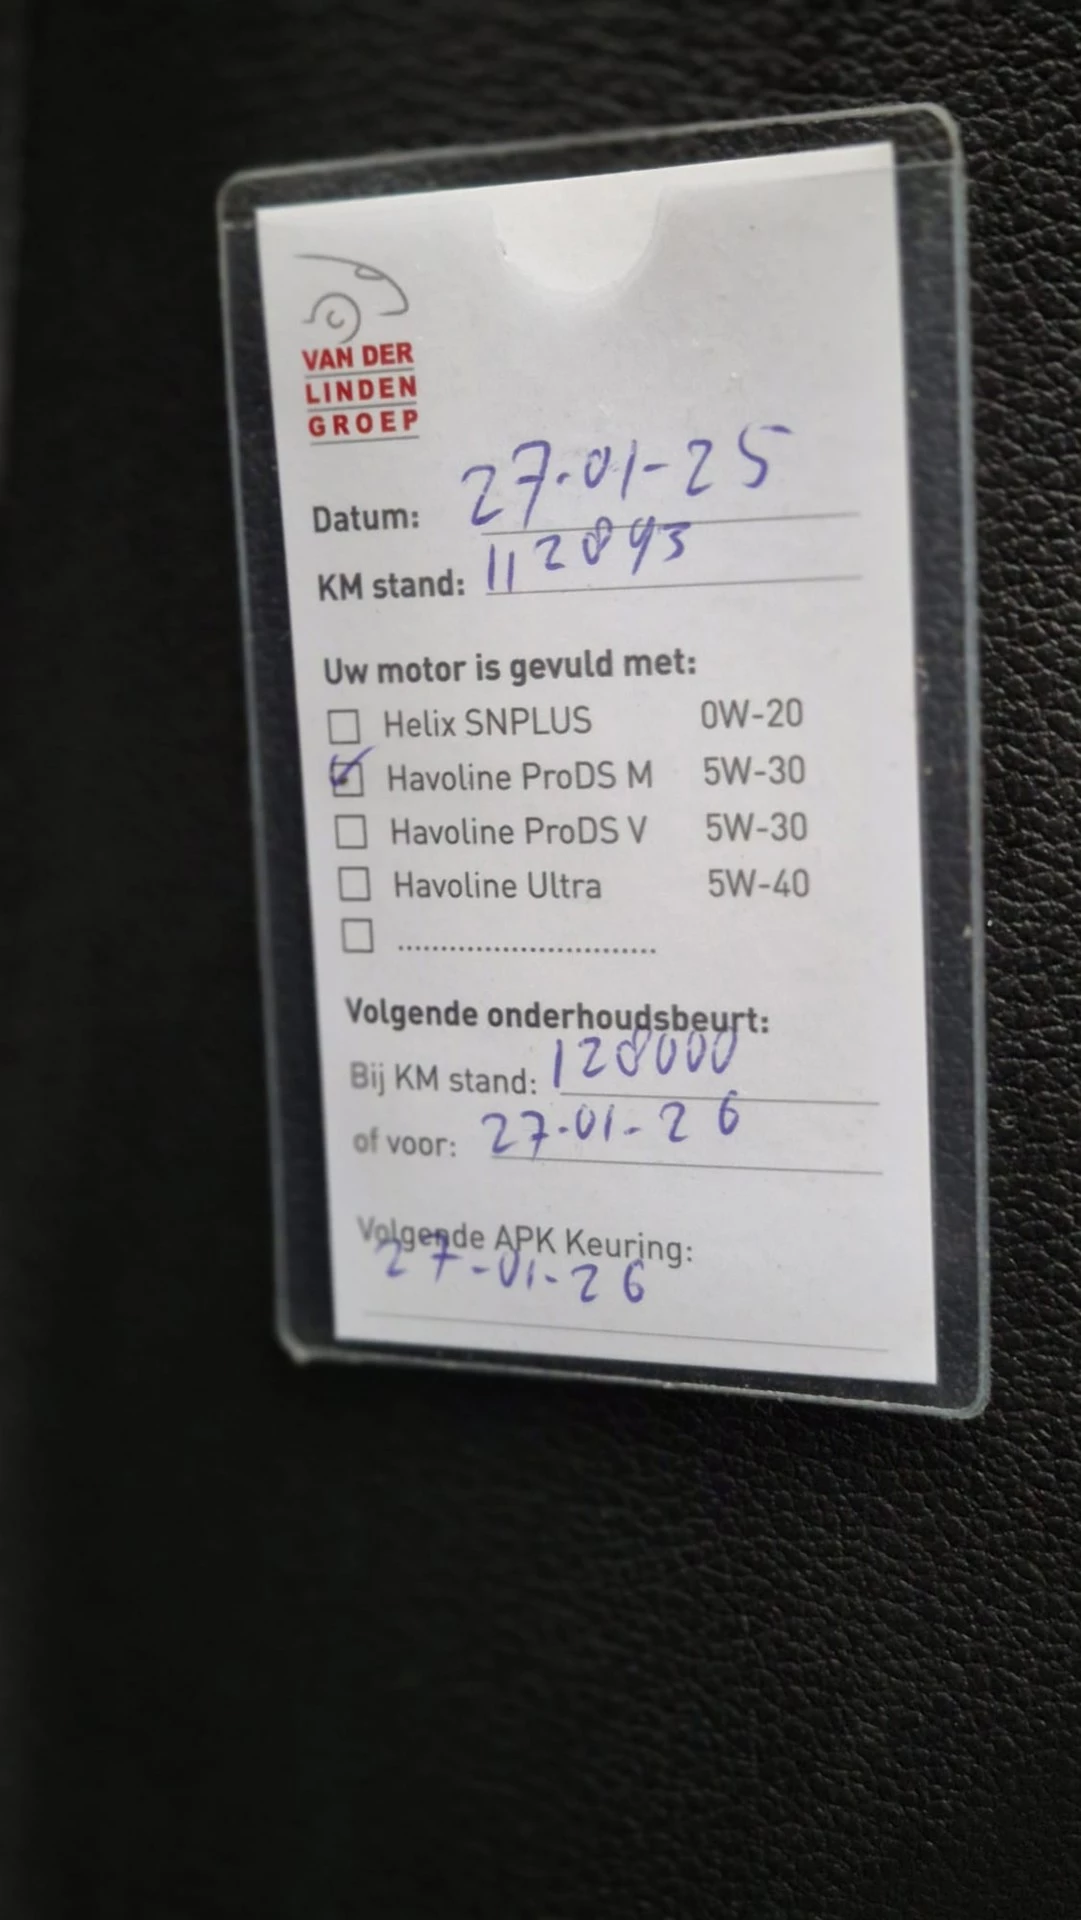 VAN DER
LINDEN
GROEP
Datum: 27-01-25
KM stand: 112893
Uw motor is gevuld met:
Helix SNPLUS 0W-20
Havoline ProDS M 5W-30
Havoline ProDS V 5W-30
Havoline Ultra 5W-40
..............................
Volgende onderhoudsbeurt:
Bij KM stand: 128000
of voor: 27-01-26
Volgende APK Keuring:
27-01-26